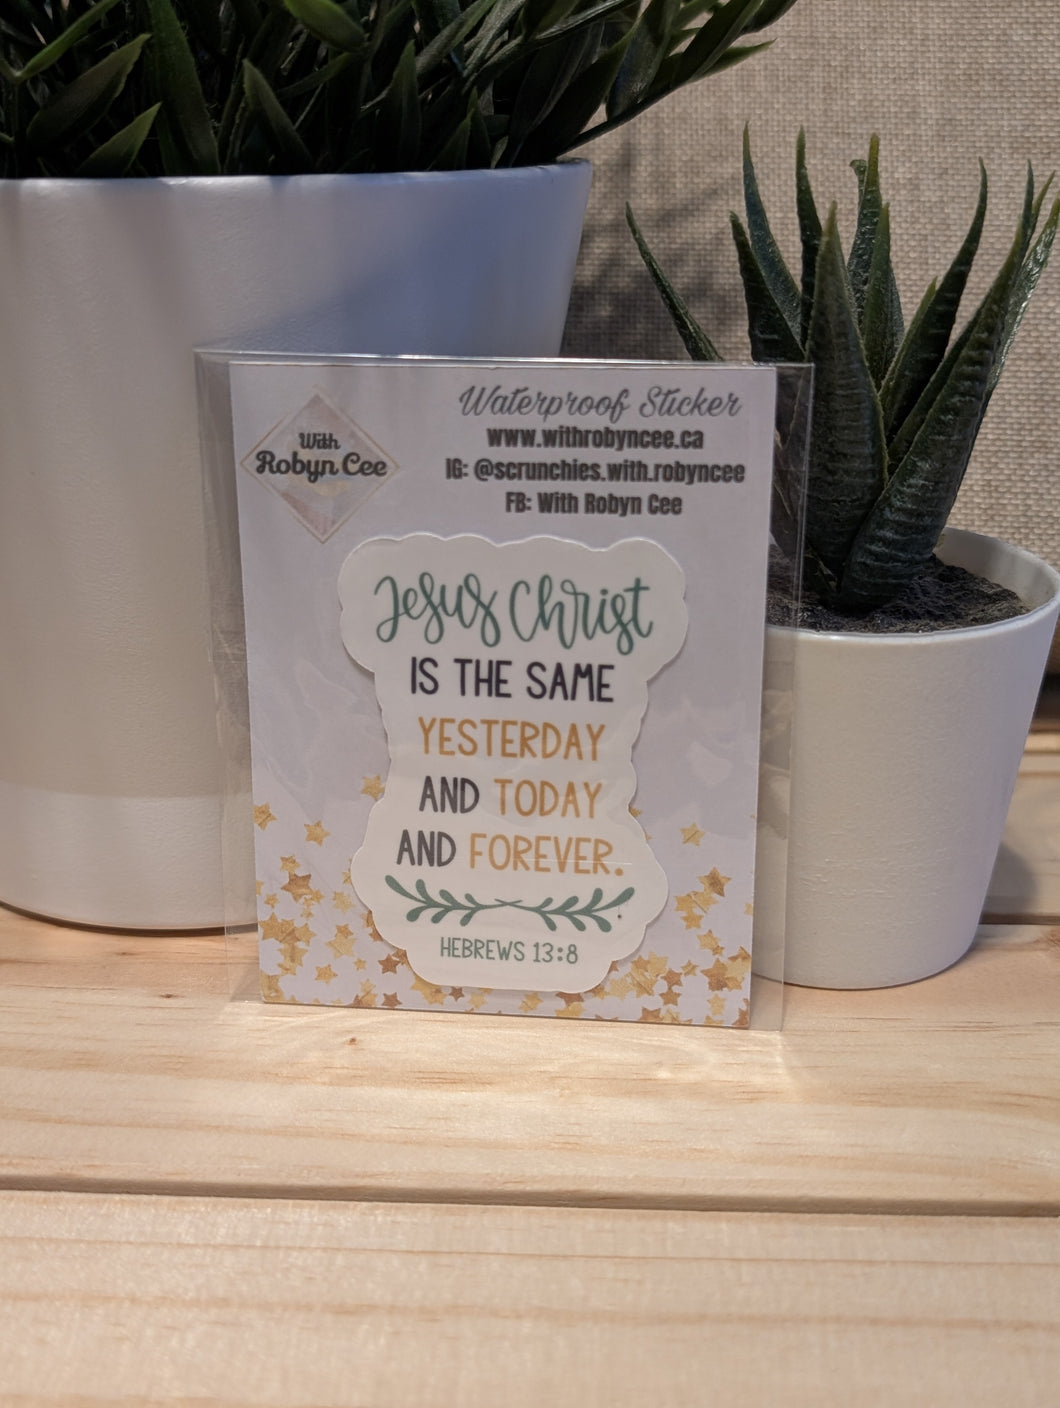 With
Robyn Cee
Waterproof Sticker
www.withrobyncee.ca
IG: @scrunchies.with.robyncee
FB: With Robyn Cee
Jesus Christ
IS THE SAME
YESTERDAY
AND TODAY
AND FOREVER.
HEBREWS 13:8